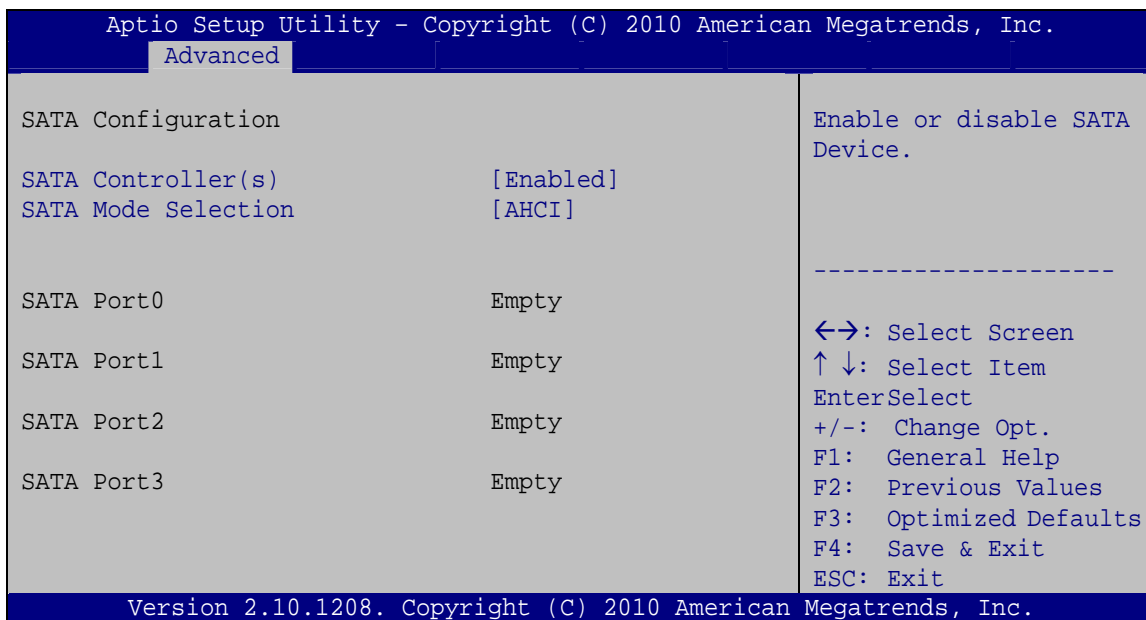 Aptio Setup Utility – Copyright (C) 2010 American Megatrends, Inc.
Advanced
SATA Configuration
SATA Controller(s) [Enabled]
SATA Mode Selection [AHCI]
SATA Port0 Empty
SATA Port1 Empty
SATA Port2 Empty
SATA Port3 Empty
Enable or disable SATA
Device.
----------------------
←→: Select Screen
↑ ↓: Select Item
EnterSelect
+/-: Change Opt.
F1: General Help
F2: Previous Values
F3: Optimized Defaults
F4: Save & Exit
ESC: Exit
Version 2.10.1208. Copyright (C) 2010 American Megatrends, Inc.